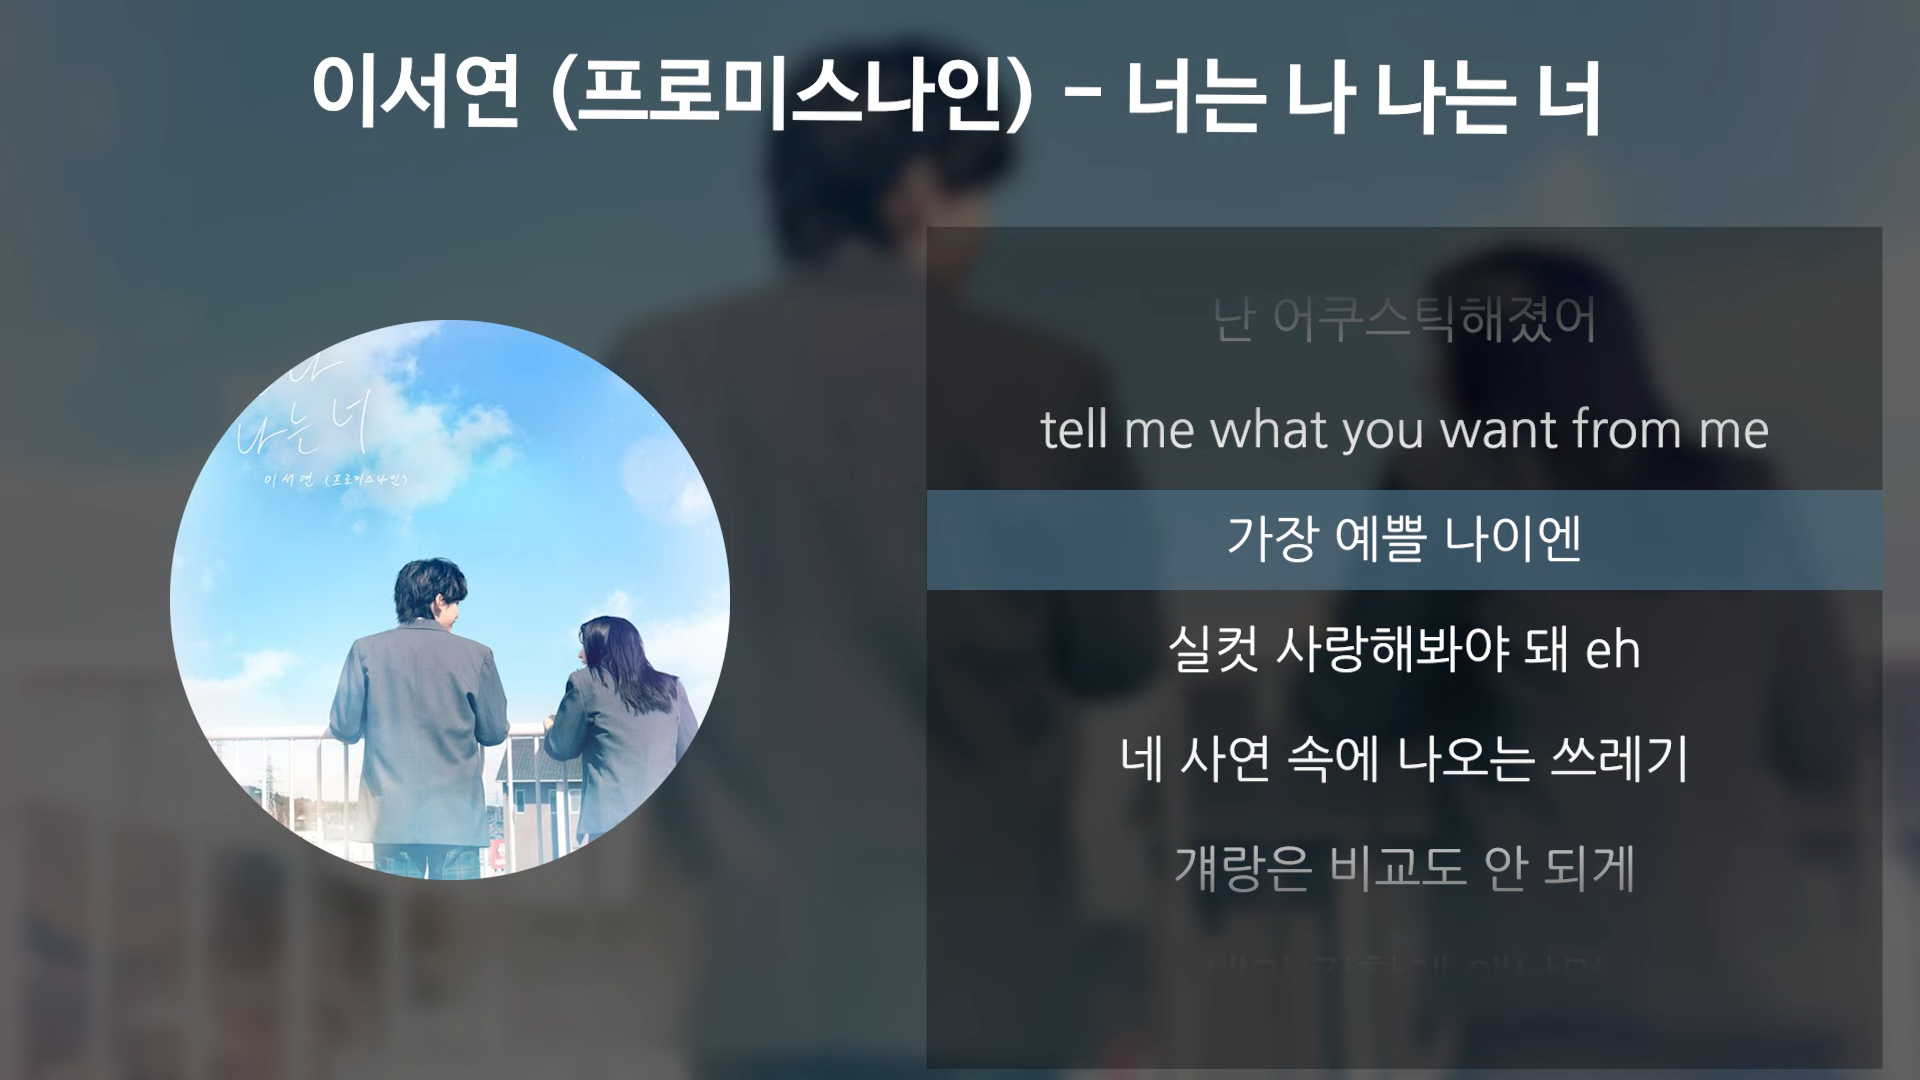 이서연 (프로미스나인) - 너는 나 나는 너
나
나는 너
이서연 (프로미스나인)
난 어쿠스틱해졌어
tell me what you want from me
가장 예쁠 나이엔
실컷 사랑해봐야 돼 eh
네 사연 속에 나오는 쓰레기
걔랑은 비교도 안 되게